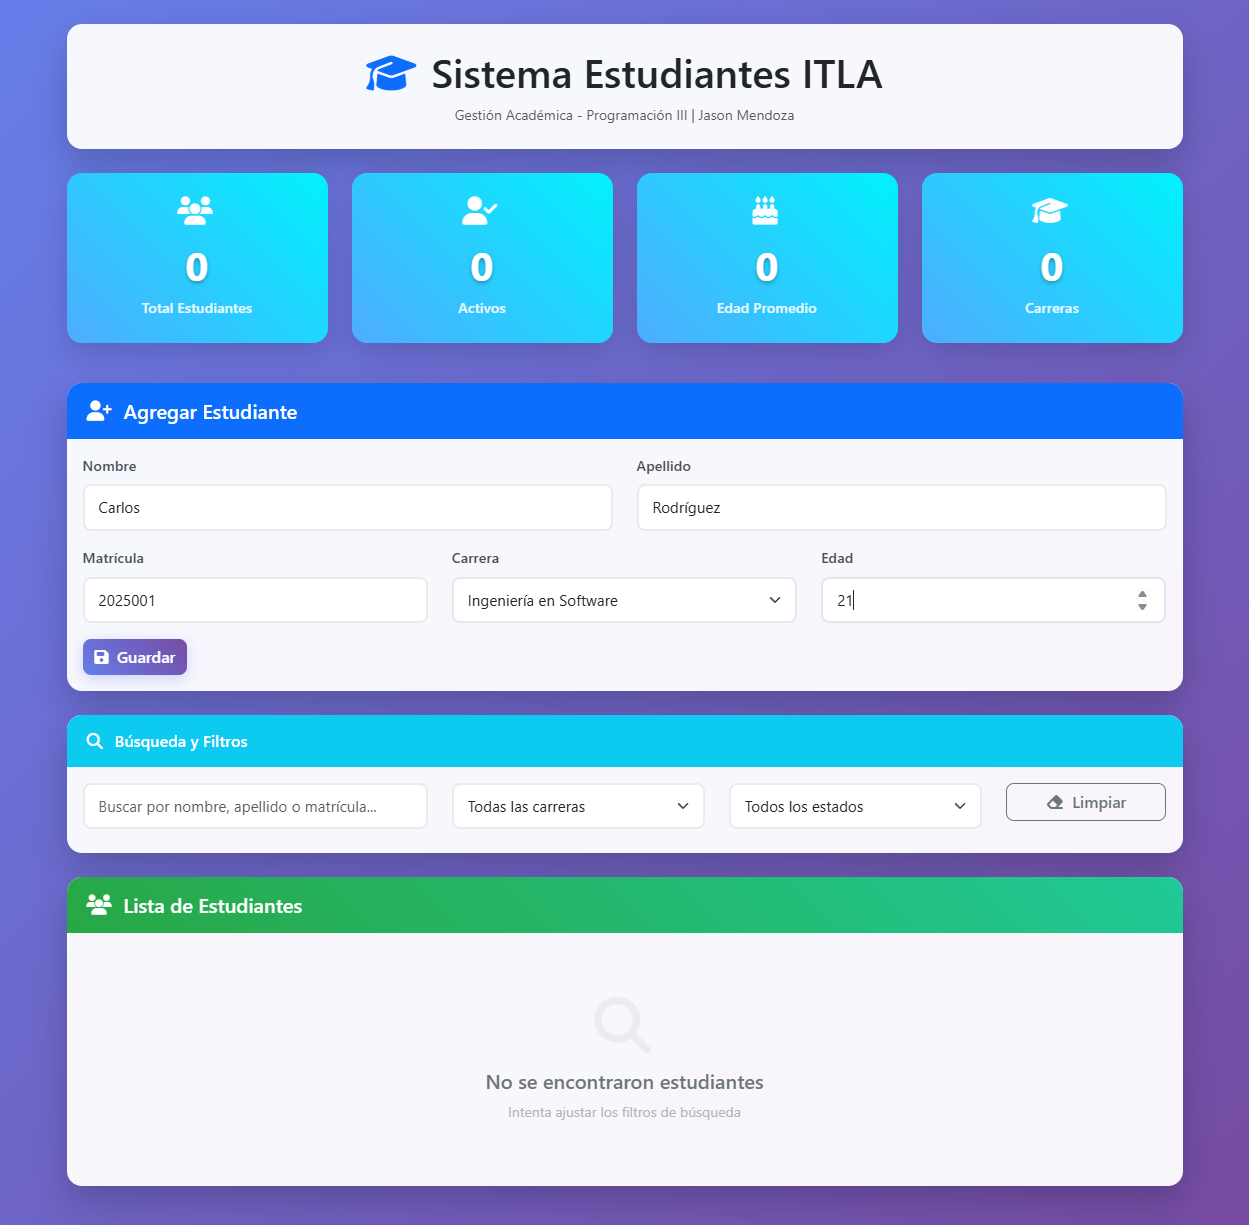 Sistema Estudiantes ITLA
Gestión Académica - Programación III | Jason Mendoza
0
Total Estudiantes
0
Activos
0
Edad Promedio
0
Carreras
Agregar Estudiante
Nombre
Carlos
Apellido
Rodríguez
Matrícula
2025001
Carrera
Ingeniería en Software
Edad
21
Guardar
Búsqueda y Filtros
Buscar por nombre, apellido o matrícula...
Todas las carreras
Todos los estados
Limpiar
Lista de Estudiantes
No se encontraron estudiantes
Intenta ajustar los filtros de búsqueda